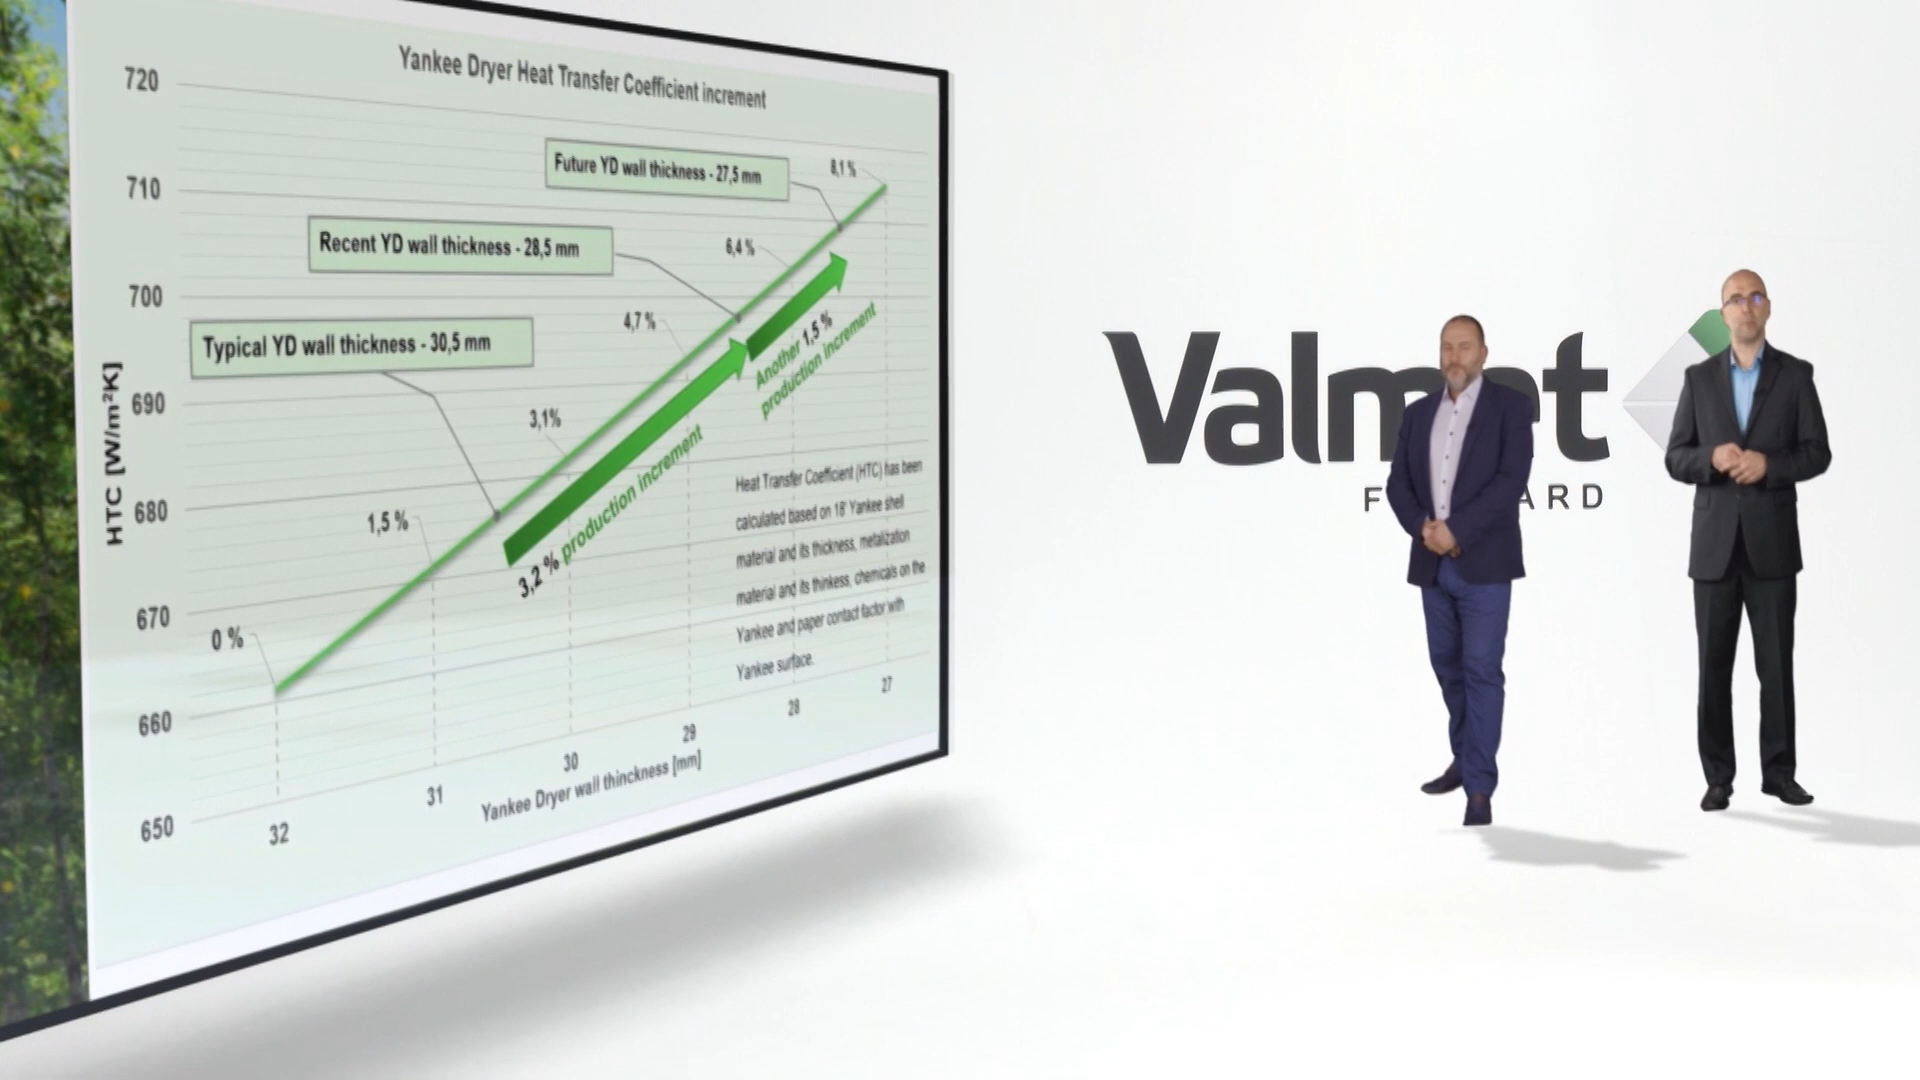 Yankee Dryer Heat Transfer Coefficient increment
720
710
700
690
680
670
660
650
HTC [W/m²K]
Future YD wall thickness - 27,5 mm
Recent YD wall thickness - 28,5 mm
Typical YD wall thickness - 30,5 mm
8,1 %
6,4 %
4,7 %
3,1%
1,5 %
0 %
3,2 % production increment
Another 1,5 %
production increment
Heat Transfer Coefficient (HTC) has been
calculated based on 18' Yankee shell
material and its thickness, metalization
material and its thinkess, chemicals on the
Yankee and paper contact factor with
Yankee surface.
32
31
30
29
28
27
Yankee Dryer wall thinckness [mm]